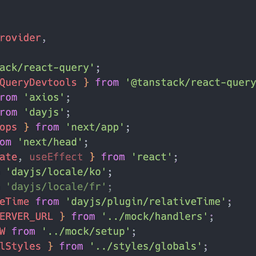 rovider,
ack/react-query';
QueryDevtools } from '@tanstack/react-query
rom 'axios';
rom 'dayjs';
ops } from 'next/app';
om 'next/head';
ate, useEffect } from 'react';
'dayjs/locale/ko';
'dayjs/locale/fr';
eTime from 'dayjs/plugin/relativeTime';
ERVER_URL } from '../mock/handlers';
W from '../mock/setup';
lStyles } from '../styles/globals';